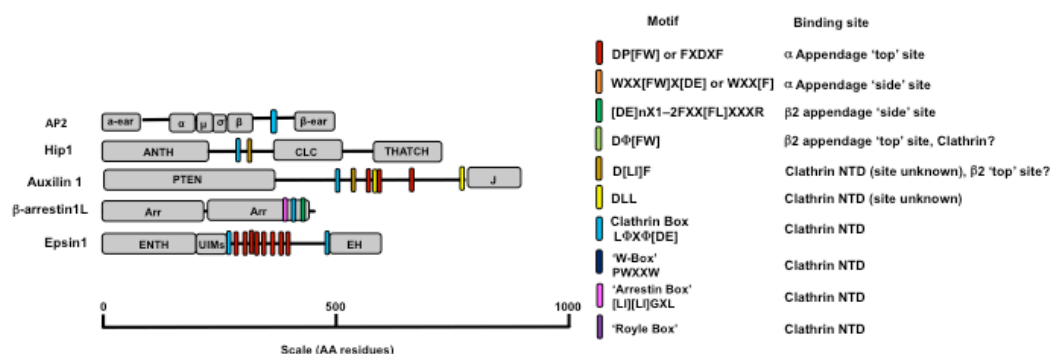 Motif Binding site
DP[FW] or FXDXF α Appendage ‘top’ site
WXX[FW]X[DE] or WXX[F] α Appendage ‘side’ site
[DE]nX1–2FXX[FL]XXXR β2 appendage ‘side’ site
DΦ[FW] β2 appendage ‘top’ site, Clathrin?
D[LI]F Clathrin NTD (site unknown), β2 ‘top’ site?
DLL Clathrin NTD (site unknown)
Clathrin Box Clathrin NTD
LΦXΦ[DE]
‘W-Box’ Clathrin NTD
PWXXW
‘Arrestin Box’ Clathrin NTD
[LI][LI]GXL
‘Royle Box’ Clathrin NTD
AP2 a-ear α μ σ β β-ear
Hip1 ANTH CLC THATCH
Auxilin 1 PTEN J
β-arrestin1L Arr Arr
Epsin1 ENTH UIMs EH
0 500 1000
Scale (AA residues)